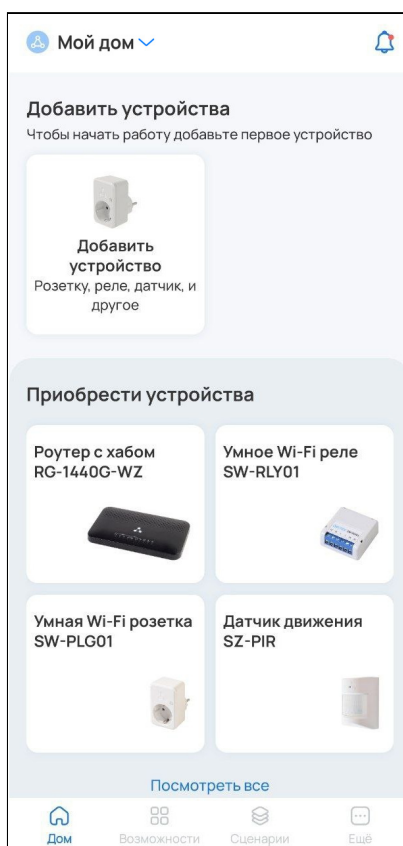 Мой дом
Добавить устройства
Чтобы начать работу добавьте первое устройство
Добавить
устройство
Розетку, реле, датчик, и
другое
Приобрести устройства
Роутер с хабом
RG-1440G-WZ
Умное Wi-Fi реле
SW-RLY01
Умная Wi-Fi розетка
SW-PLG01
Датчик движения
SZ-PIR
Посмотреть все
Дом
Возможности
Сценарии
Ещё